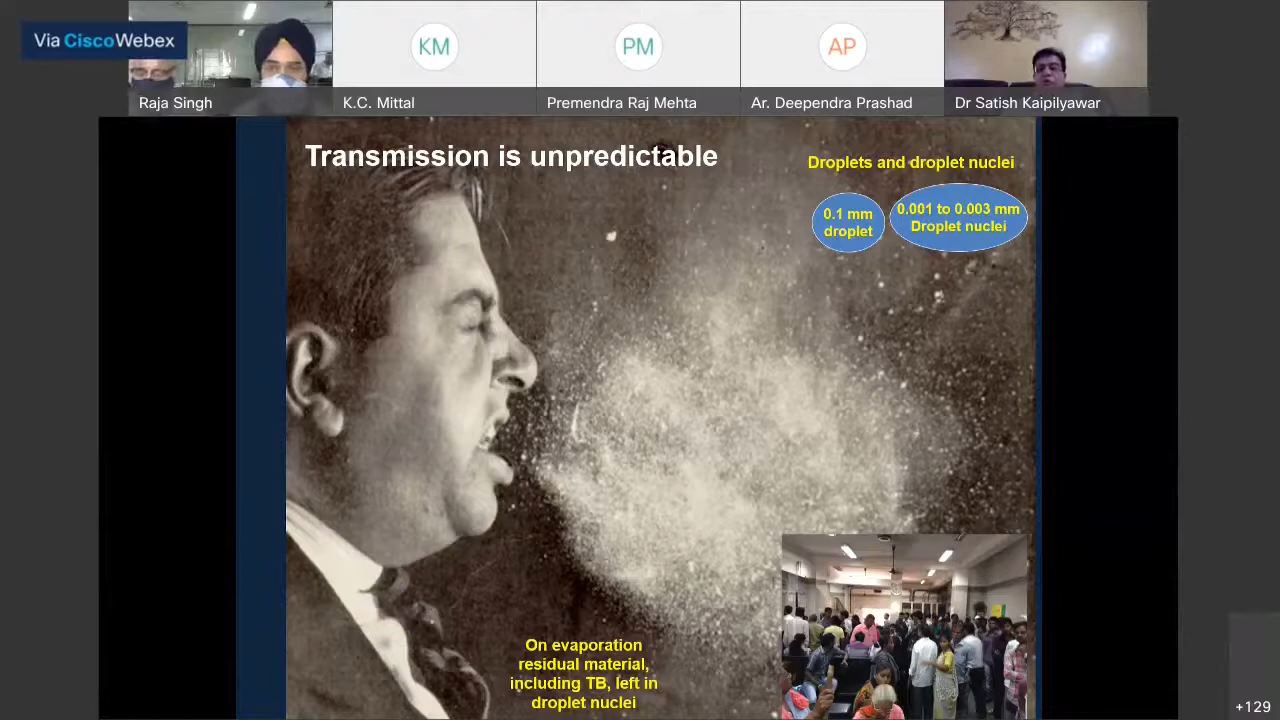 Via Cisco Webex
KM
PM
AP
Raja Singh
K.C. Mittal
Premendra Raj Mehta
Ar. Deependra Prashad
Dr Satish Kaipilyawar
Transmission is unpredictable
Droplets and droplet nuclei
0.1 mm
droplet
0.001 to 0.003 mm
Droplet nuclei
On evaporation
residual material,
including TB, left in
droplet nuclei
+129